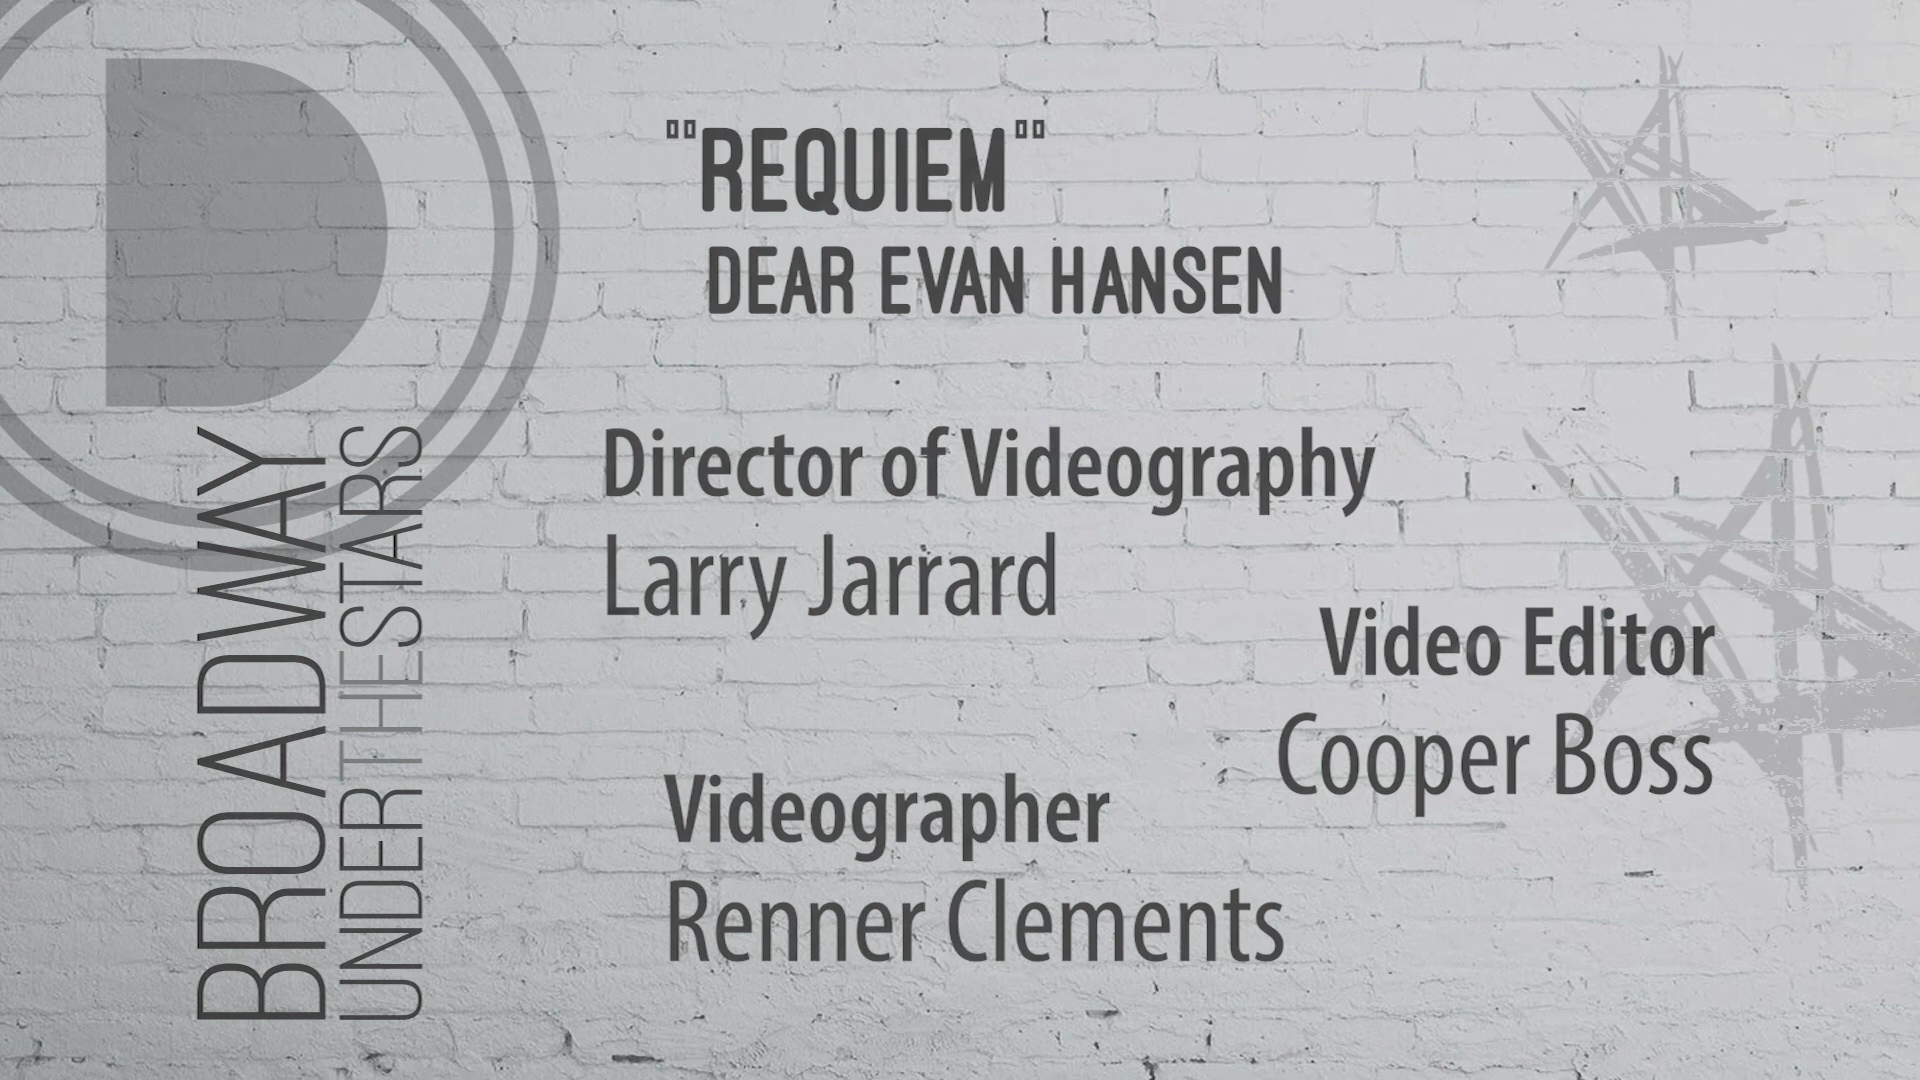 "REQUIEM"
DEAR EVAN HANSEN
Director of Videography
Larry Jarrard
Video Editor
Cooper Boss
Videographer
Renner Clements
BROADWAY
UNDERTHESTARS
D